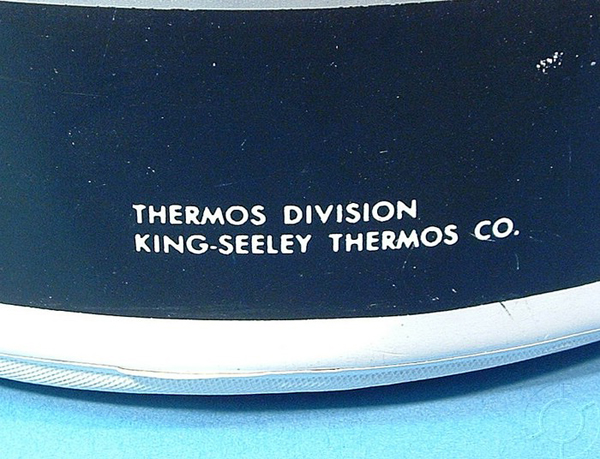 THERMOS DIVISION
KING-SEELEY THERMOS CO.